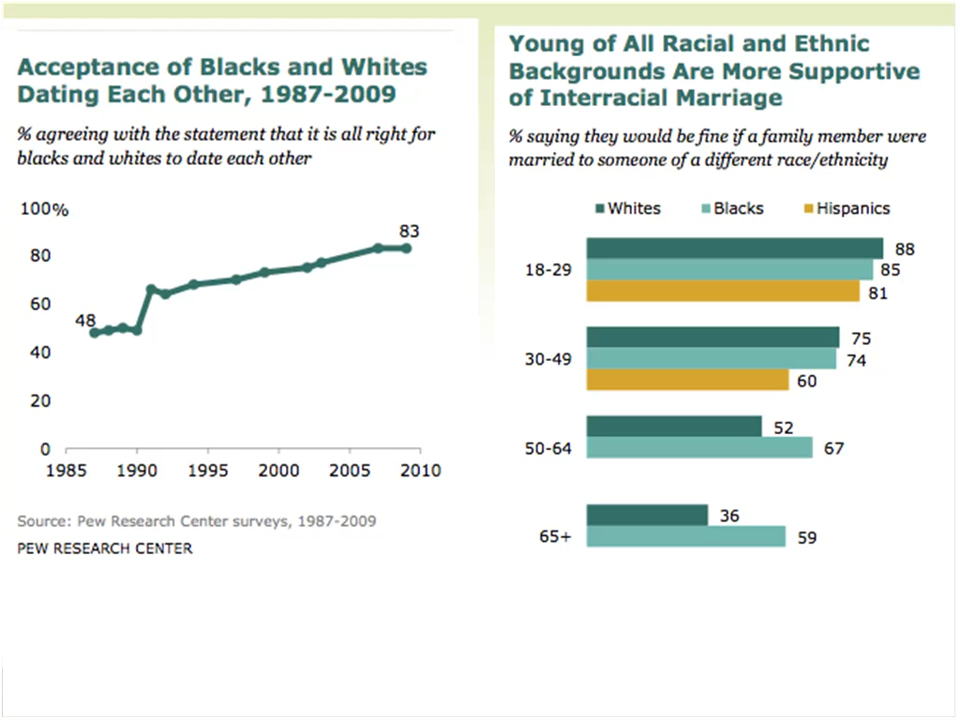 Acceptance of Blacks and Whites
Dating Each Other, 1987-2009
% agreeing with the statement that it is all right for
blacks and whites to date each other
100%
80
60
40
20
0
83
48
1985 1990 1995 2000 2005 2010
Source: Pew Research Center surveys, 1987-2009
PEW RESEARCH CENTER
Young of All Racial and Ethnic
Backgrounds Are More Supportive
of Interracial Marriage
% saying they would be fine if a family member were
married to someone of a different race/ethnicity
Whites Blacks Hispanics
18-29
88
85
81
30-49
75
74
60
50-64
52
67
65+
36
59